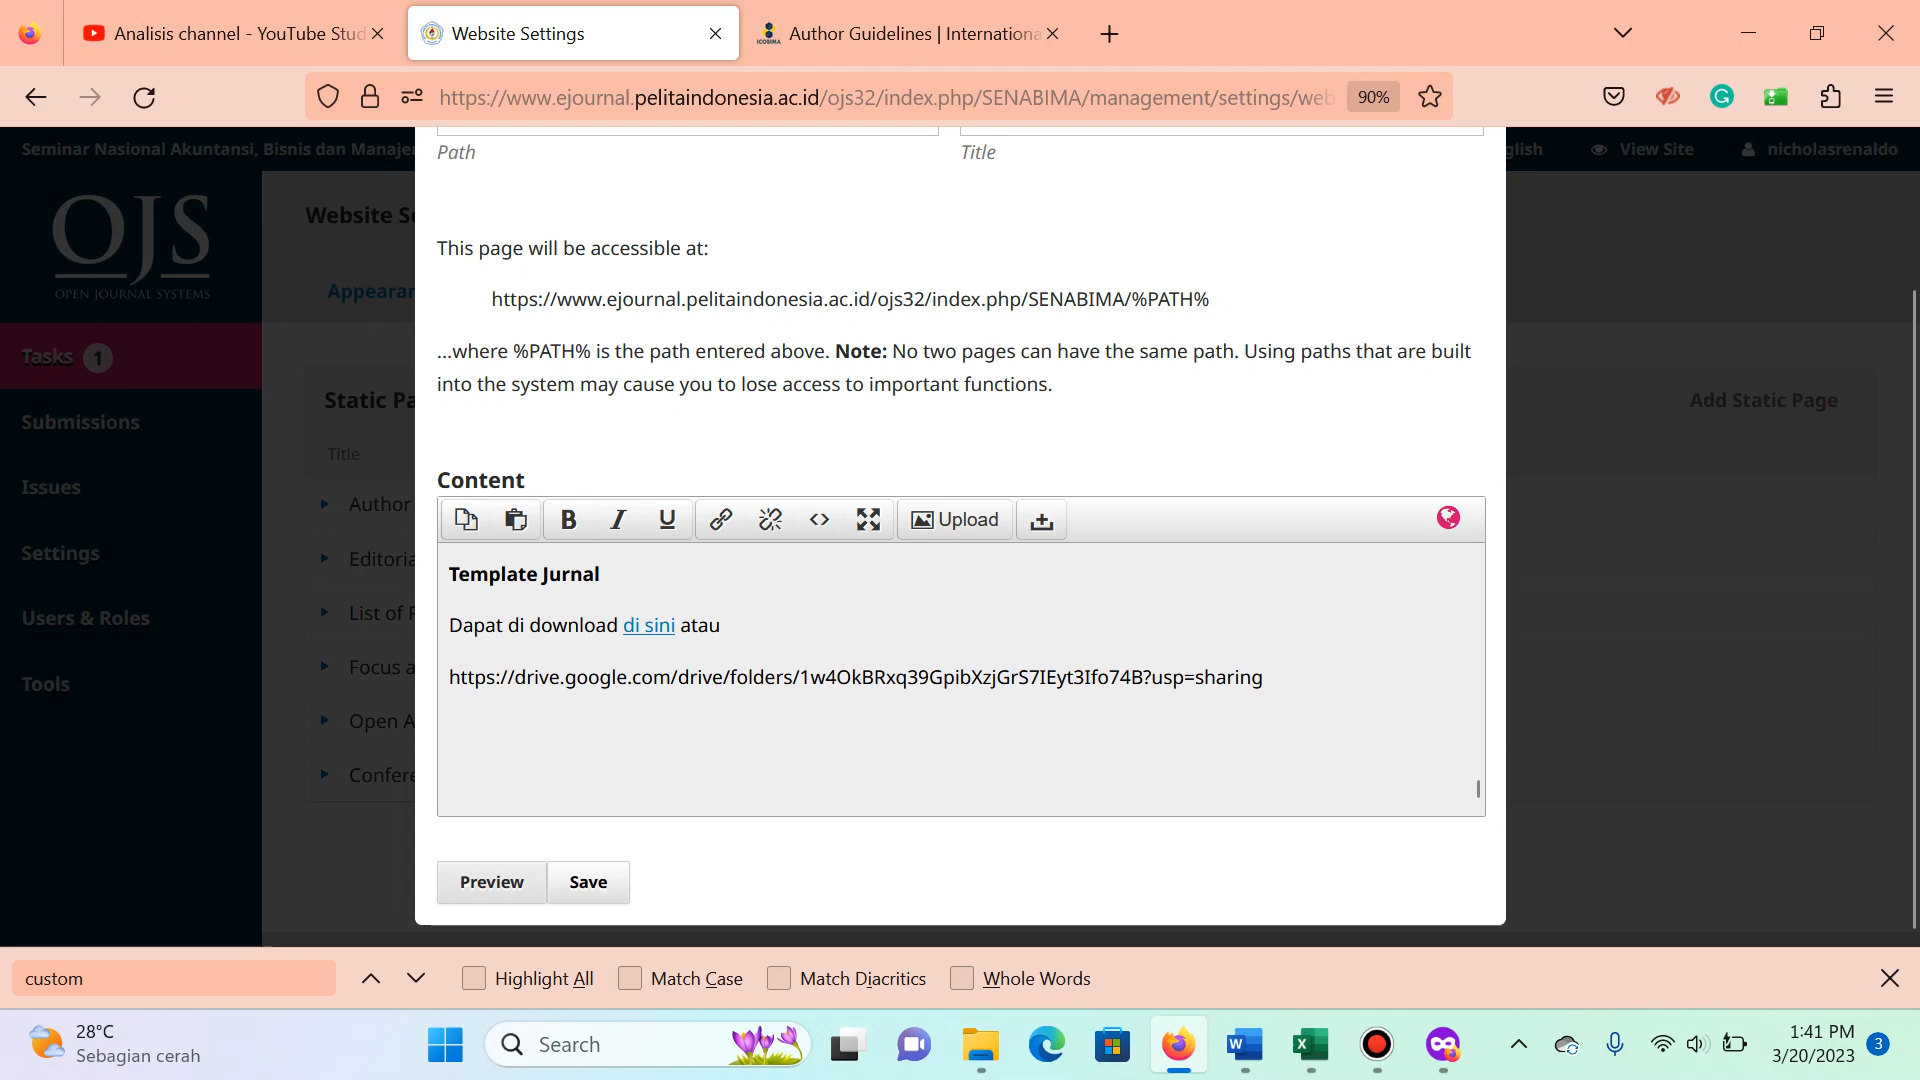 Analisis channel - YouTube Stud
Website Settings
Author Guidelines | Internationa
https://www.ejournal.pelitaindonesia.ac.id/ojs32/index.php/SENABIMA/management/settings/web
90%
Seminar Nasional Akuntansi, Bisnis dan Manajer
glish
View Site
nicholasrenaldo
OJS
OPEN JOURNAL SYSTEMS
Tasks 1
Submissions
Issues
Settings
Users & Roles
Tools
Website Se
Appearan
Static Pa
Add Static Page
Title
Author
Editoria
List of R
Focus a
Open A
Confere
Path
Title
This page will be accessible at:
https://www.ejournal.pelitaindonesia.ac.id/ojs32/index.php/SENABIMA/%PATH%
...where %PATH% is the path entered above. Note: No two pages can have the same path. Using paths that are built
into the system may cause you to lose access to important functions.
Content
B I U
Upload
Template Jurnal
Dapat di download di sini atau
https://drive.google.com/drive/folders/1w4OkBRxq39GpibXzjGrS7IEyt3Ifo74B?usp=sharing
Preview
Save
custom
Highlight All
Match Case
Match Diacritics
Whole Words
28°C
Sebagian cerah
Search
1:41 PM
3/20/2023
3